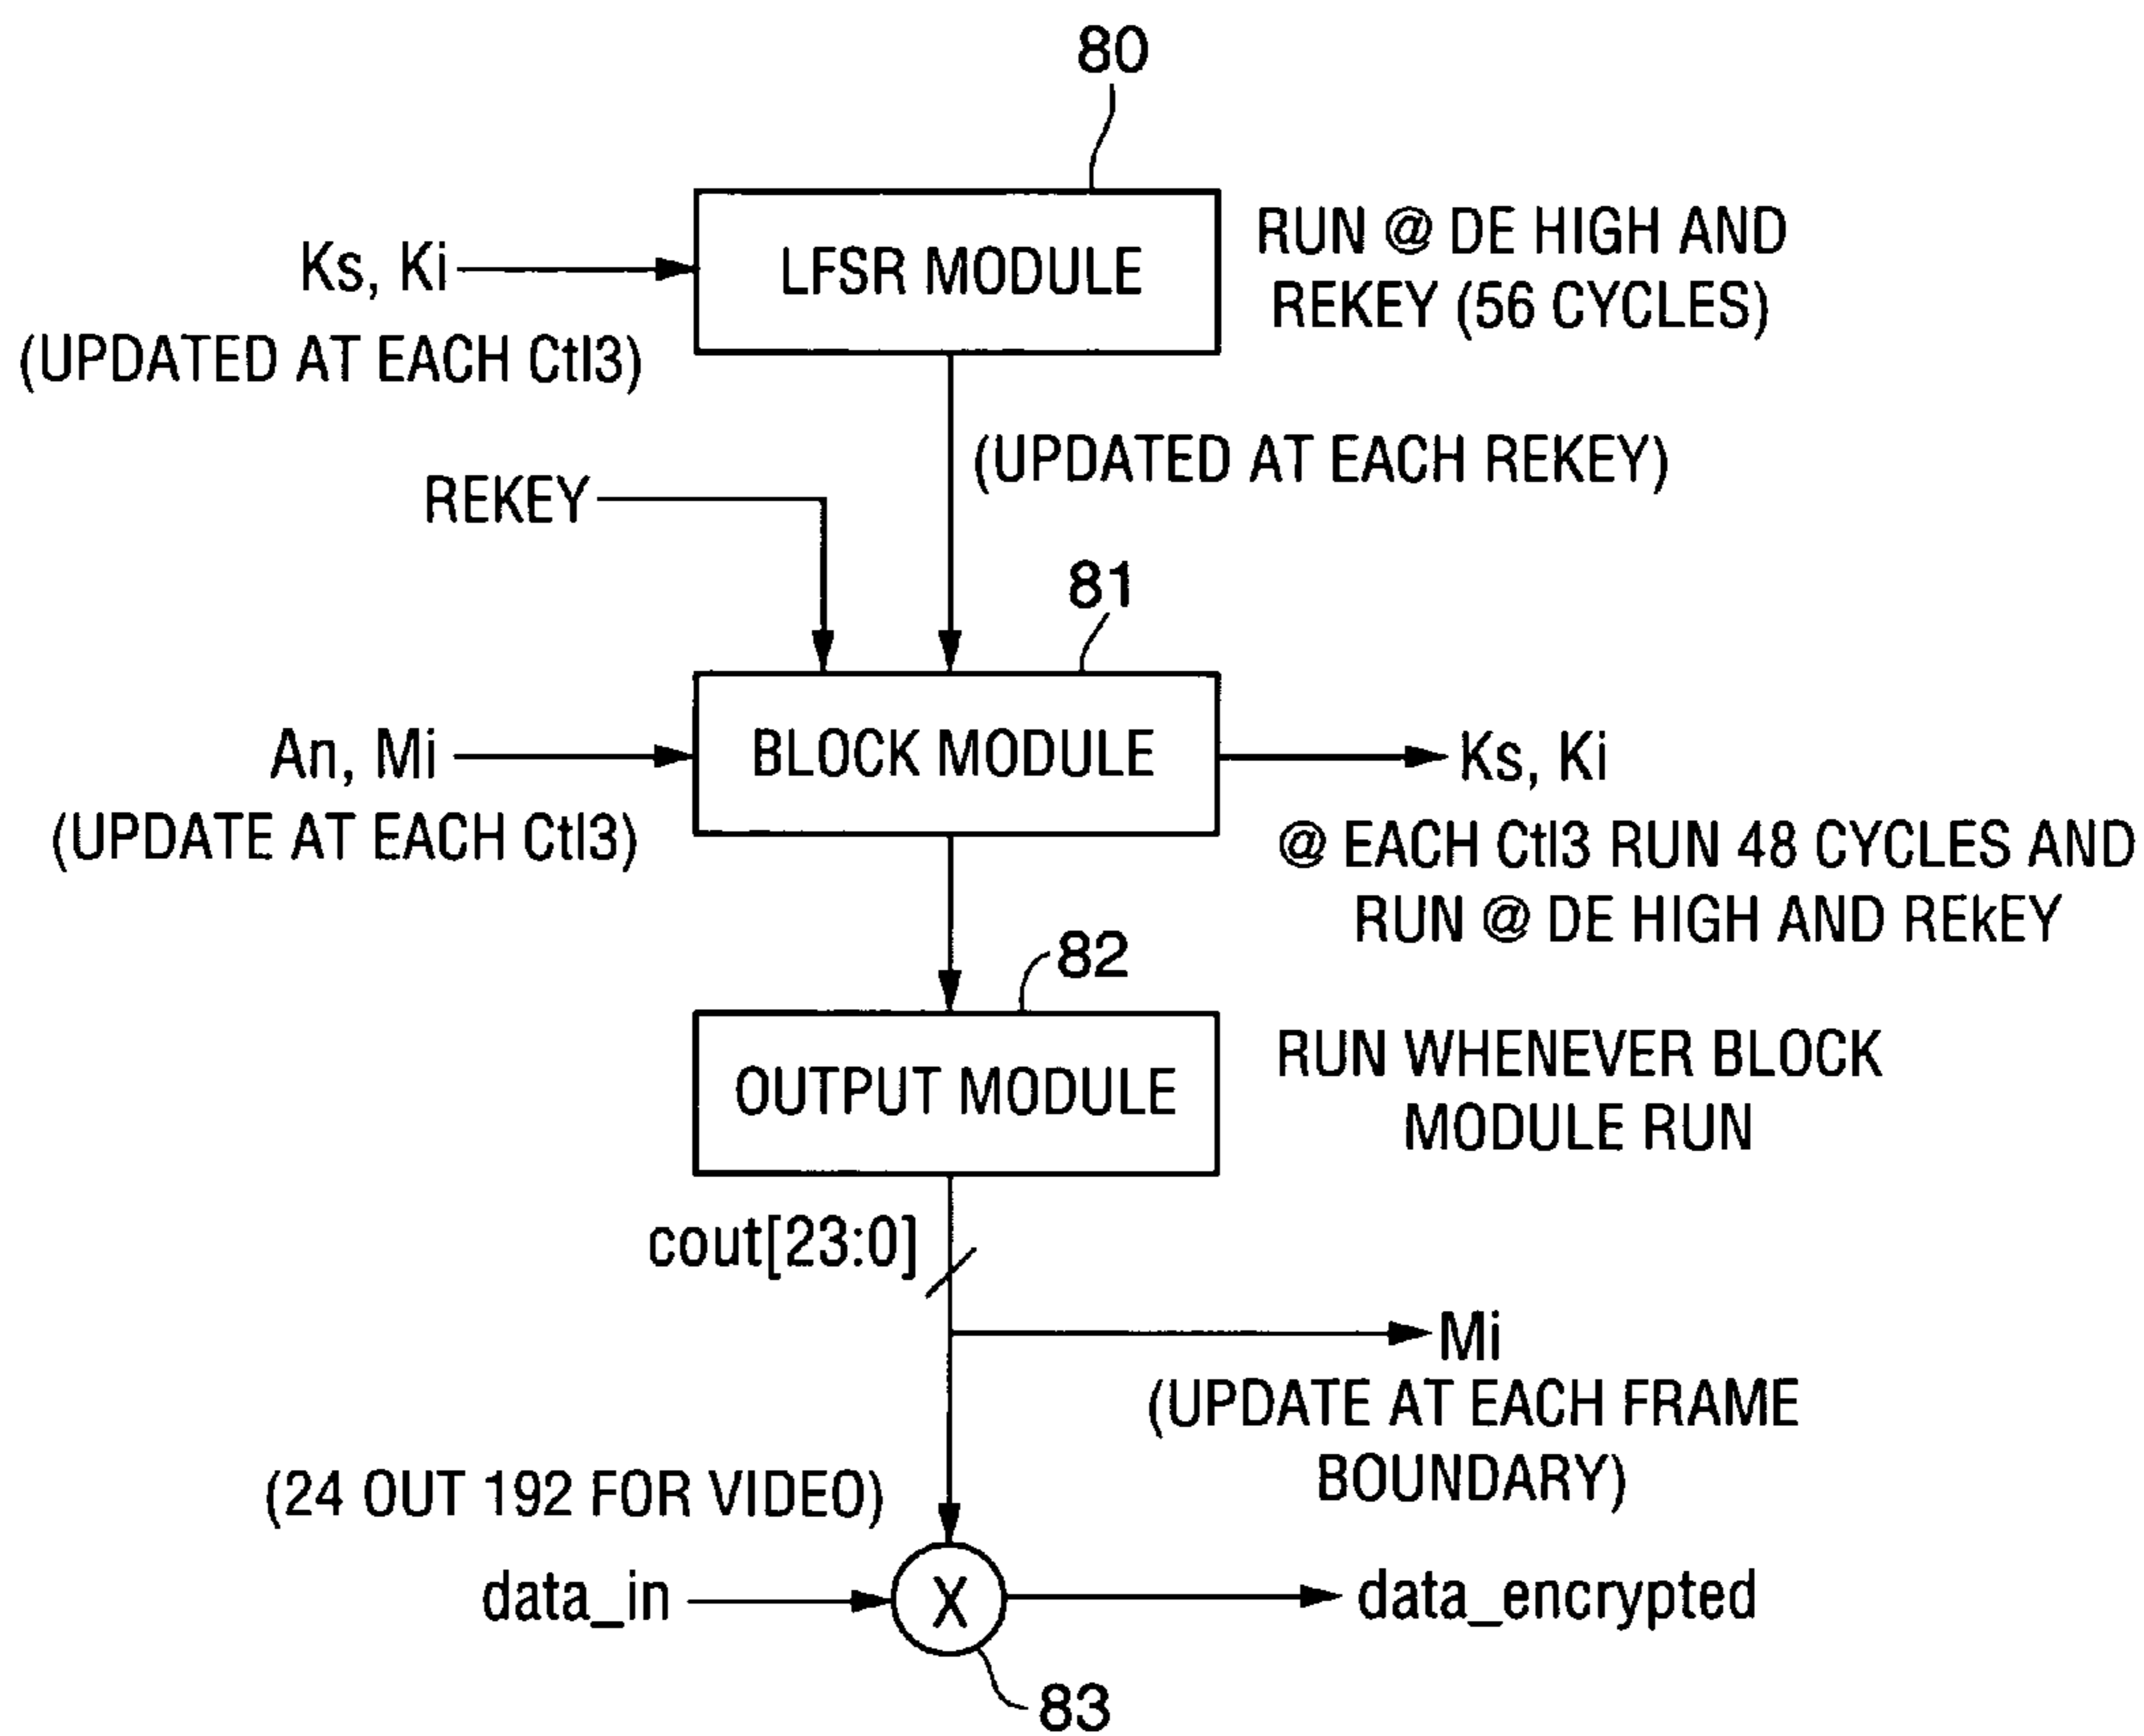 80
LFSR MODULE
RUN @ DE HIGH AND
REKEY (56 CYCLES)
Ks, Ki
(UPDATED AT EACH Ctl3)
(UPDATED AT EACH REKEY)
REKEY
81
BLOCK MODULE
An, Mi
(UPDATE AT EACH Ctl3)
Ks, Ki
@ EACH Ctl3 RUN 48 CYCLES AND
RUN @ DE HIGH AND REkEY
82
OUTPUT MODULE
RUN WHENEVER BLOCK
MODULE RUN
cout[23:0]
Mi
(UPDATE AT EACH FRAME
BOUNDARY)
(24 OUT 192 FOR VIDEO)
data_in
X
data_encrypted
83